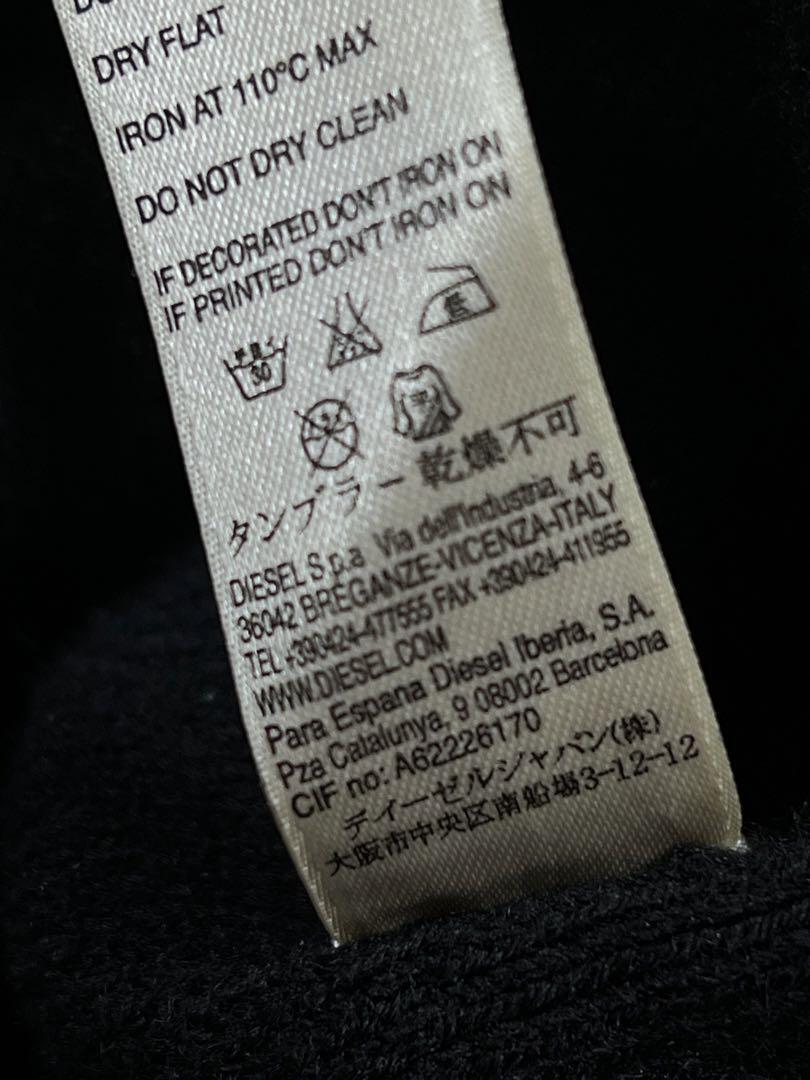 DRY FLAT
IRON AT 110°C MAX
DO NOT DRY CLEAN
IF DECORATED DON'T IRON ON
IF PRINTED DON'T IRON ON
低
30
タンブラー乾燥不可
DIESEL S.p.a Via dell'Industria, 4-6
36042 BREGANZE-VICENZA-ITALY
TEL +390424-477555 FAX +390424-411955
WWW.DIESEL.COM
Para Espana Diesel Iberia, S.A.
Pza Catalunya, 9 08002 Barcelona
CIF no: A62226170
ディーゼルジャパン(株)
大阪市中央区南船場3-12-12